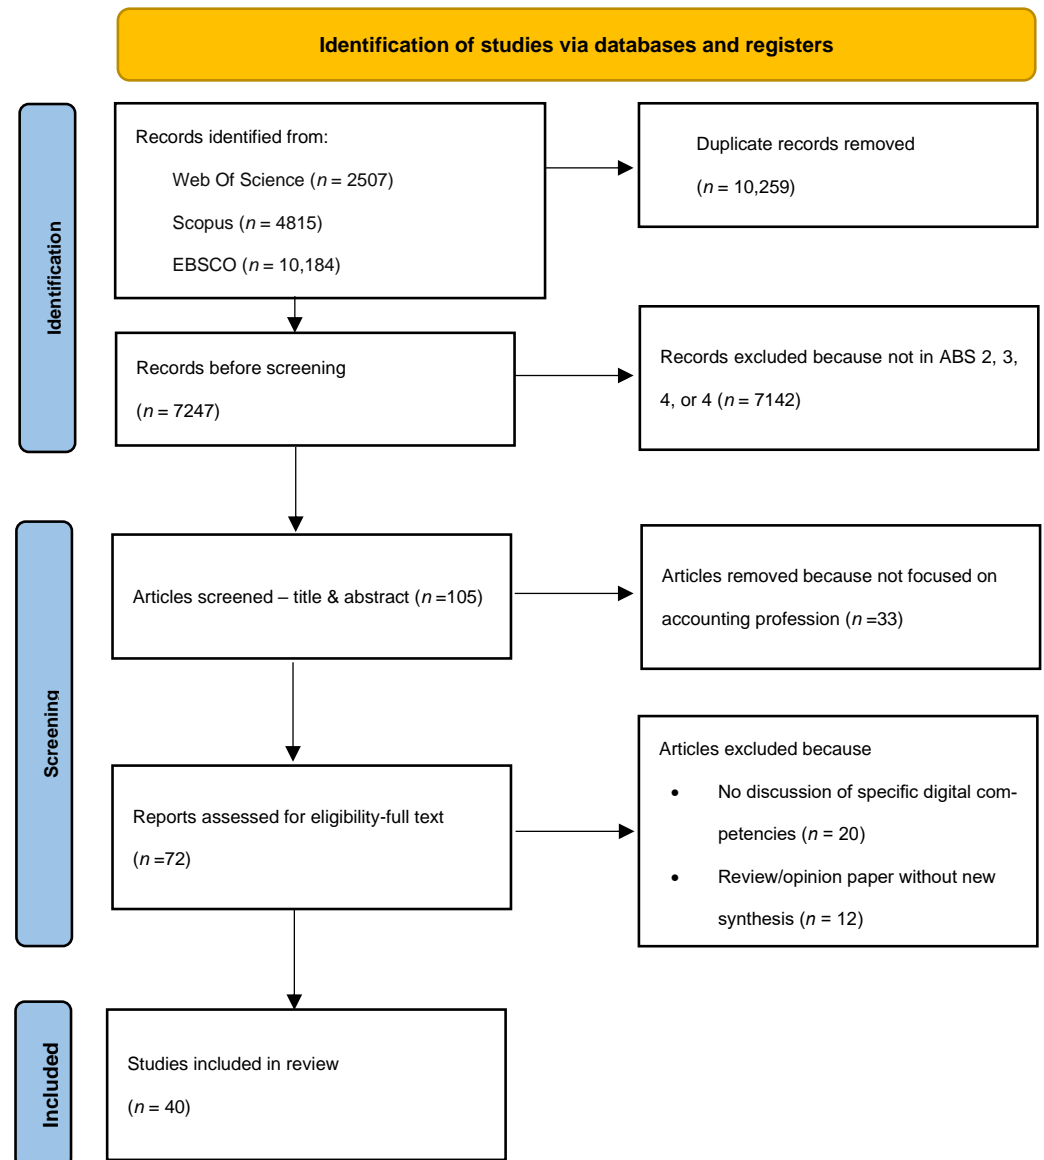 Identification of studies via databases and registers
Identification
Records identified from:
Web Of Science (n = 2507)
Scopus (n = 4815)
EBSCO (n = 10,184)
Duplicate records removed
(n = 10,259)
Records before screening
(n = 7247)
Records excluded because not in ABS 2, 3,
4, or 4 (n = 7142)
Screening
Articles screened – title & abstract (n =105)
Articles removed because not focused on
accounting profession (n =33)
Reports assessed for eligibility-full text
(n =72)
Articles excluded because
• No discussion of specific digital com-
petencies (n = 20)
• Review/opinion paper without new
synthesis (n = 12)
Included
Studies included in review
(n = 40)